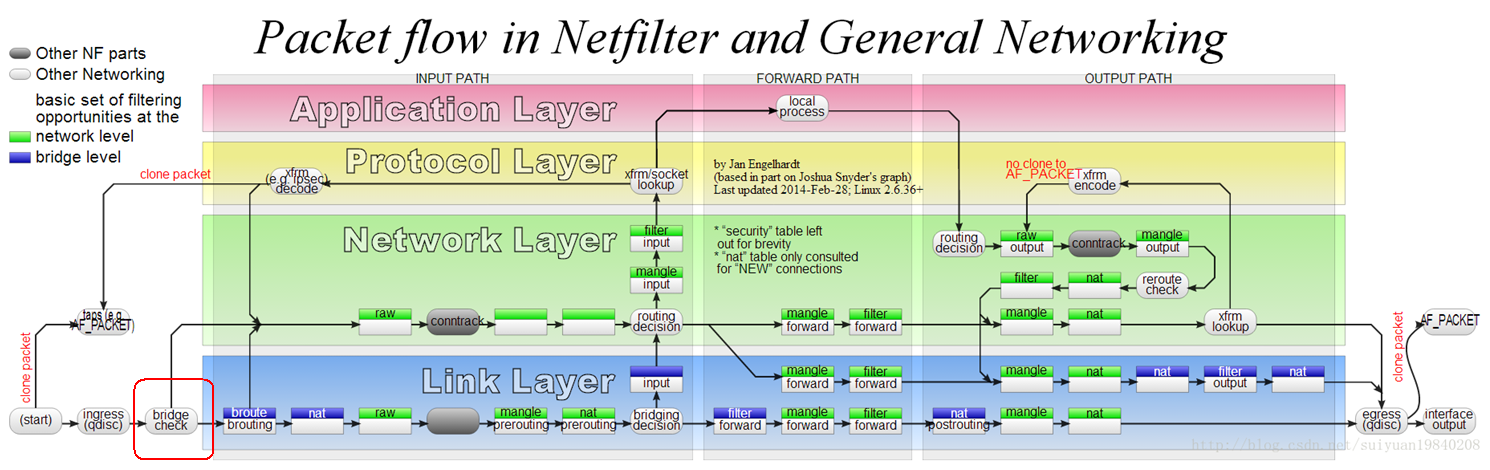 Packet flow in Netfilter and General Networking
Other NF parts
Other Networking
basic set of filtering
opportunities at the
network level
bridge level
INPUT PATH
FORWARD PATH
OUTPUT PATH
Application Layer
local
process
Protocol Layer
clone packet
xfrm
(e.g. ipsec)
decode
xfrm/socket
lookup
by Jan Engelhardt
(based in part on Joshua Snyder's graph)
Last updated 2014-Feb-28; Linux 2.6.36+
no clone to
AF_PACKET
xfrm
encode
Network Layer
filter
input
mangle
input
* “security” table left
out for brevity
* “nat” table only consulted
for “NEW” connections
routing
decision
raw
output
conntrack
mangle
output
filter
nat
reroute
check
taps (e.g.
AF_PACKET)
raw
conntrack
routing
decision
mangle
forward
filter
forward
mangle
nat
xfrm
lookup
AF_PACKET
clone packet
clone packet
Link Layer
input
mangle
forward
filter
forward
mangle
nat
nat
filter
output
nat
(start)
ingress
(qdisc)
bridge
check
broute
brouting
nat
raw
mangle
prerouting
nat
prerouting
bridging
decision
filter
forward
mangle
forward
filter
forward
nat
postrouting
mangle
nat
egress
(qdisc)
interface
output
http://blog.csdn.net/suiyuan19840208